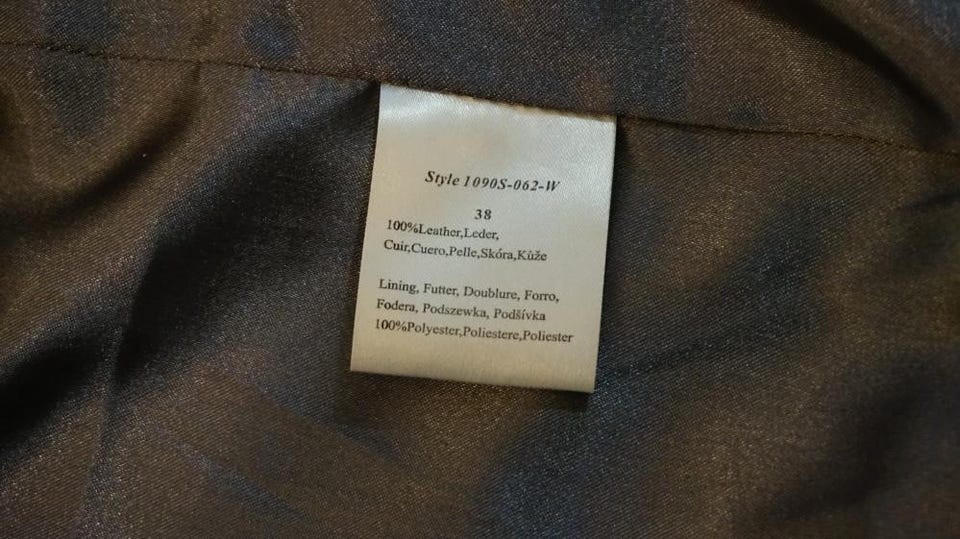 Style 1090S-062-W
38
100%Leather,Leder,
Cuir,Cuero,Pelle,Skóra,Kůže
Lining, Futter, Doublure, Forro,
Fodera, Podszewka, Podšívka
100%Polyester,Poliestere,Poliester